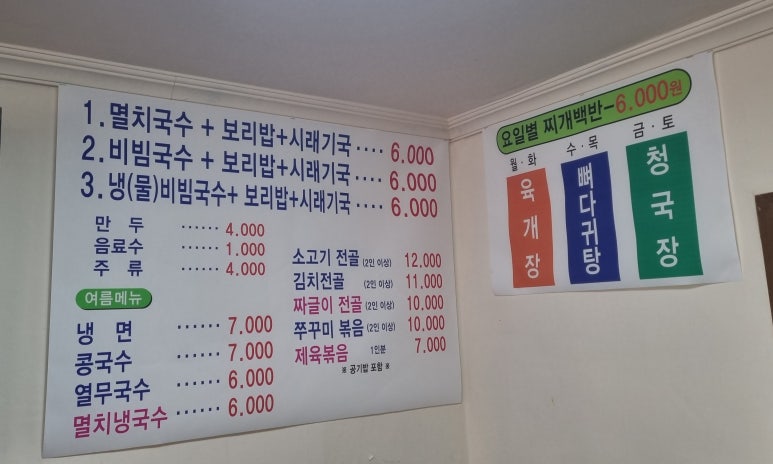 1. 멸치국수 + 보리밥+시래기국 ···· 6.000
2. 비빔국수 + 보리밥+시래기국 ···· 6.000
3. 냉(물)비빔국수+ 보리밥+시래기국 ···· 6.000
만 두 ······ 4.000
음료수 ······ 1.000
주 류 ······ 4.000
여름메뉴
냉 면 ······ 7.000
콩국수 ······ 7.000
열무국수 ······ 6.000
멸치냉국수 ······ 6.000
소고기 전골 (2인 이상) 12,000
김치전골 (2인 이상) 11,000
짜글이 전골 (2인 이상) 10,000
쭈꾸미 볶음 (2인 이상) 10,000
제육볶음 1인분 7,000
※ 공기밥 포함 ※
요일별 찌개백반-6.000원
월·화 수·목 금·토
육개장
뼈다귀탕
청국장